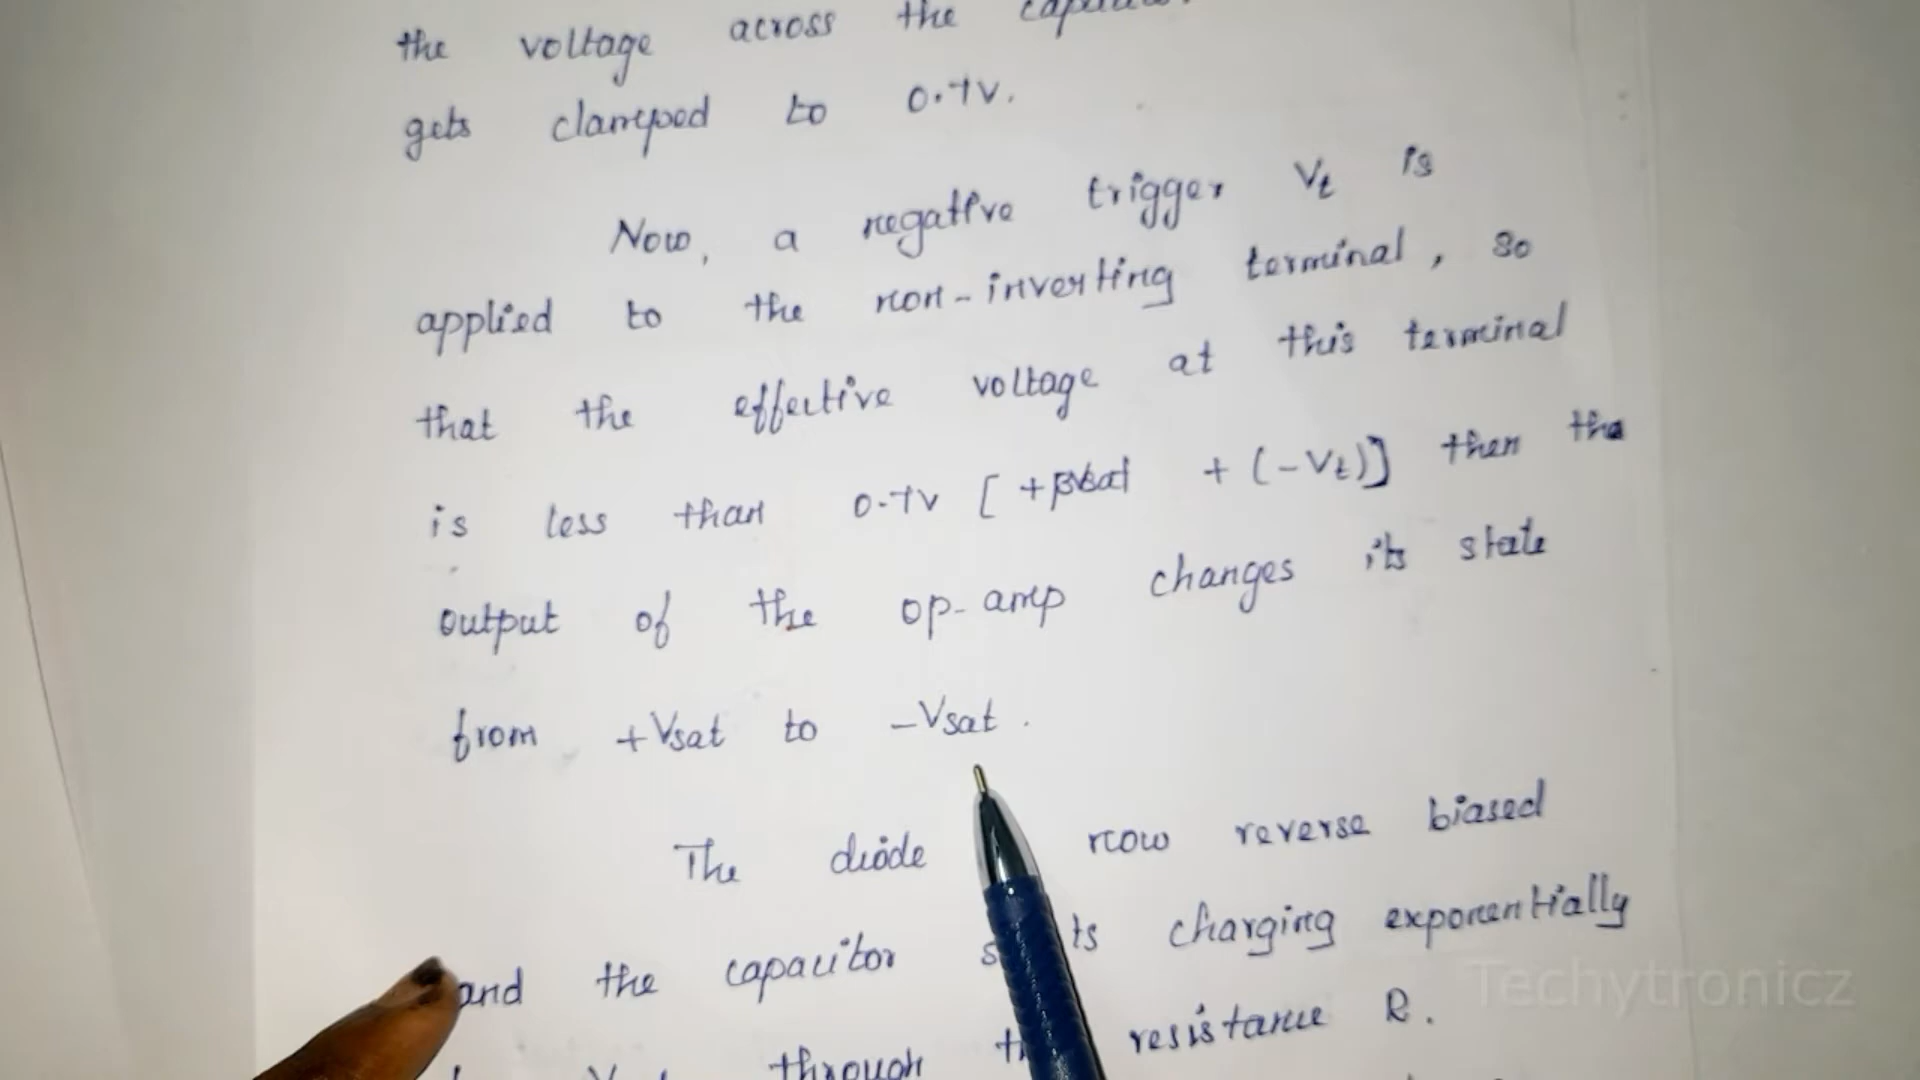 the voltage across the
gets clamped to 0.7V.
Now, a negative trigger Vt is
applied to the non-inverting terminal, so
that the effective voltage at this terminal
is less than 0.7V [+βVsat + (-Vt)] then the
output of the op-amp changes its state
from +Vsat to -Vsat.
The diode now reverse biased
and the capacitor charging exponentially
through resistance R.
Techytronicz